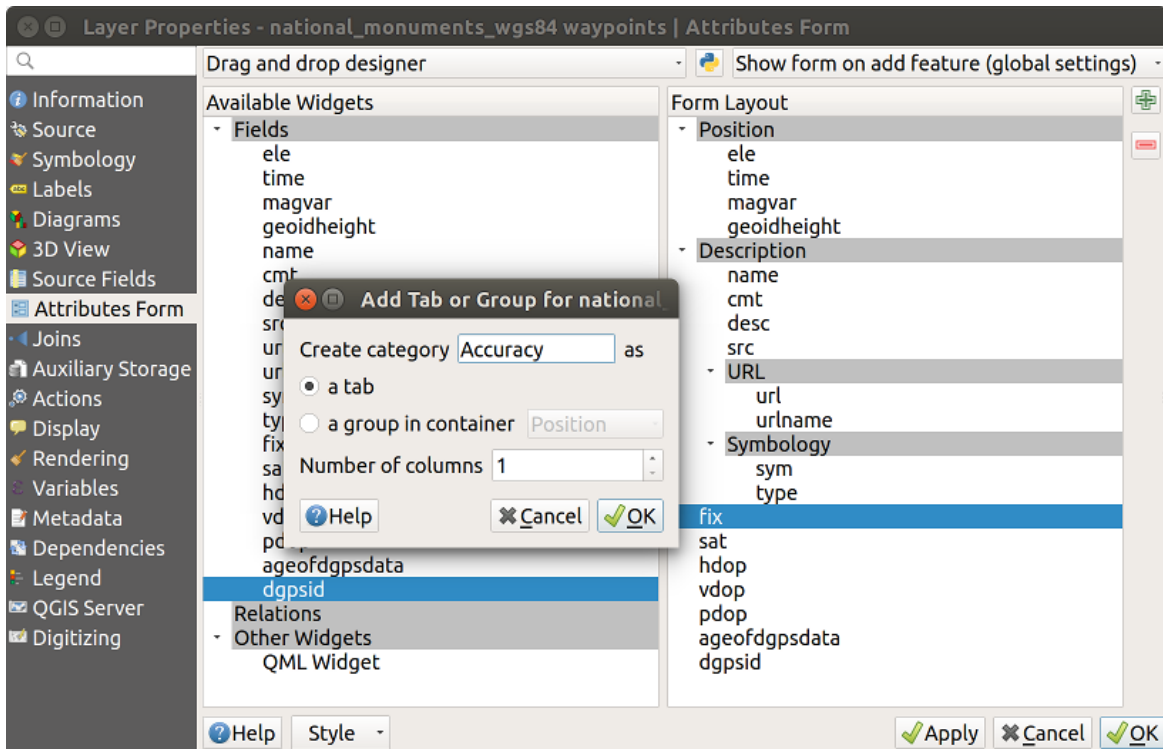 Layer Properties - national_monuments_wgs84 waypoints | Attributes Form
Drag and drop designer
Show form on add feature (global settings)
Information
Source
Symbology
Labels
Diagrams
3D View
Source Fields
Attributes Form
Joins
Auxiliary Storage
Actions
Display
Rendering
Variables
Metadata
Dependencies
Legend
QGIS Server
Digitizing
Available Widgets
Fields
ele
time
magvar
geoidheight
name
cmt
ageofdgpsdata
dgpsid
Relations
Other Widgets
QML Widget
Add Tab or Group for national_
Create category Accuracy as
a tab
a group in container Position
Number of columns 1
Help Cancel OK
Form Layout
Position
ele
time
magvar
geoidheight
Description
name
cmt
desc
src
URL
url
urlname
Symbology
sym
type
fix
sat
hdop
vdop
pdop
ageofdgpsdata
dgpsid
Help Style Apply Cancel OK